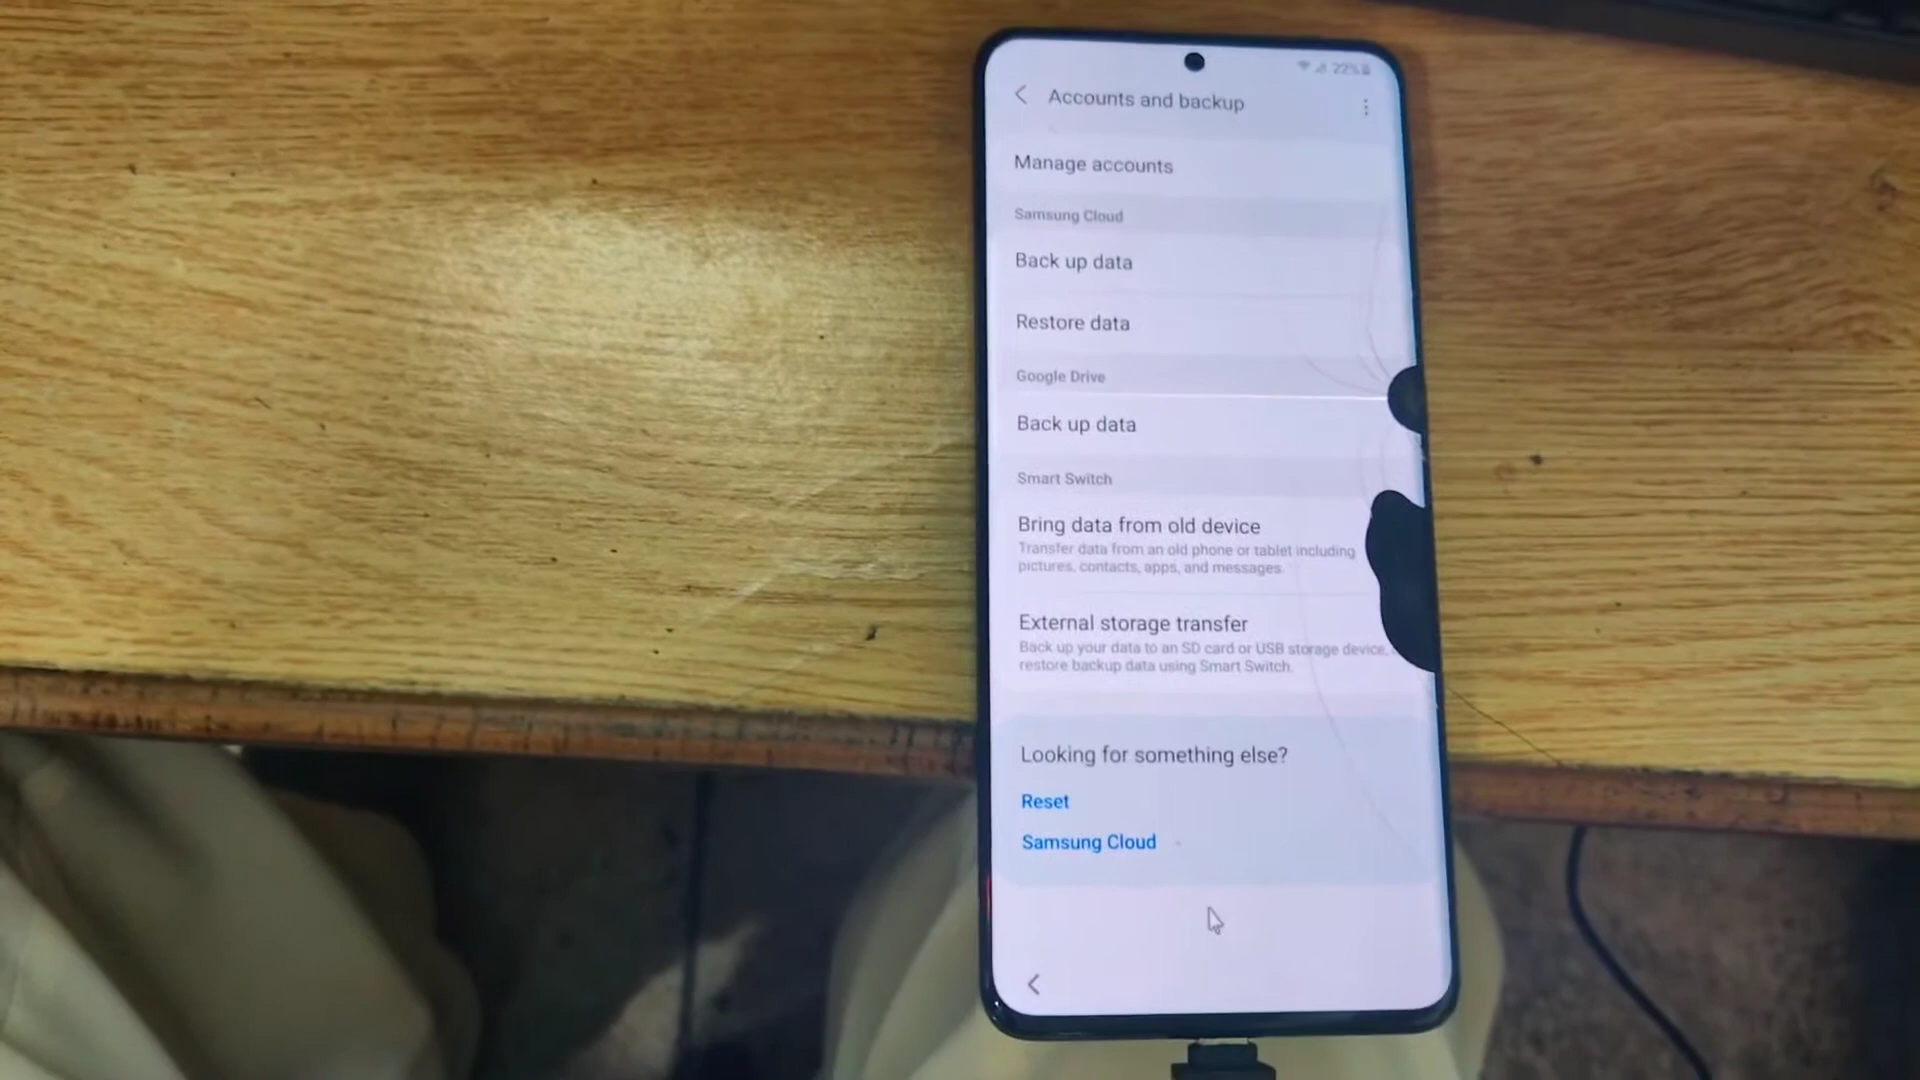 22%
Accounts and backup
Manage accounts
Samsung Cloud
Back up data
Restore data
Google Drive
Back up data
Smart Switch
Bring data from old device
Transfer data from an old phone or tablet including
pictures, contacts, apps, and messages.
External storage transfer
Back up your data to an SD card or USB storage device,
restore backup data using Smart Switch.
Looking for something else?
Reset
Samsung Cloud